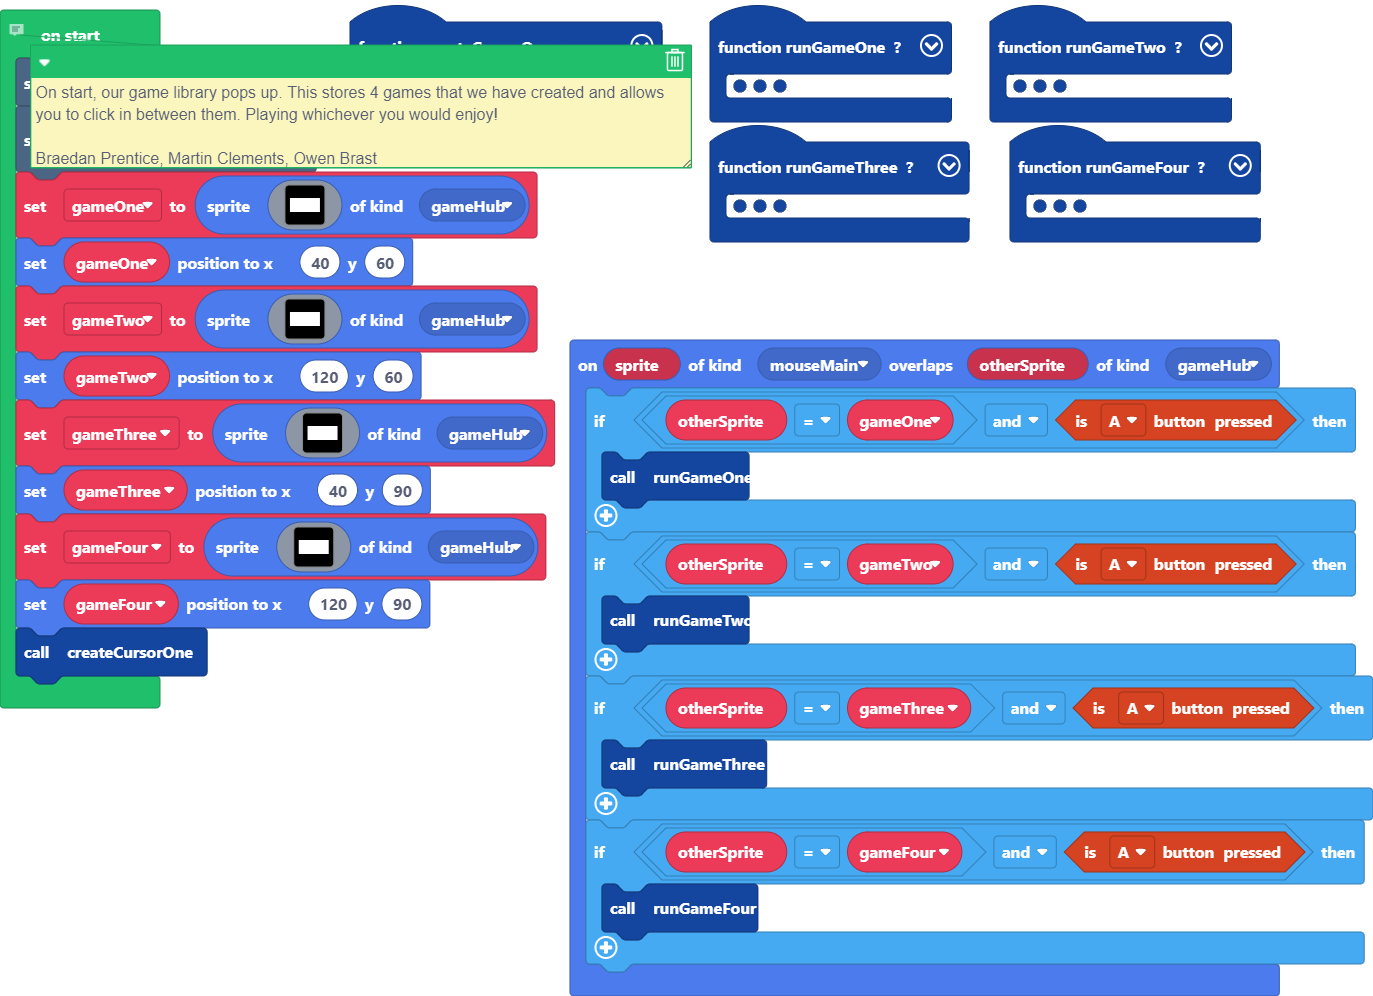 on start
On start, our game library pops up. This stores 4 games that we have created and allows
you to click in between them. Playing whichever you would enjoy!
Braedan Prentice, Martin Clements, Owen Brast
set gameOne to sprite of kind gameHub
set gameOne position to x 40 y 60
set gameTwo to sprite of kind gameHub
set gameTwo position to x 120 y 60
set gameThree to sprite of kind gameHub
set gameThree position to x 40 y 90
set gameFour to sprite of kind gameHub
set gameFour position to x 120 y 90
call createCursorOne
function runGameOne ?
function runGameTwo ?
function runGameThree ?
function runGameFour ?
on sprite of kind mouseMain overlaps otherSprite of kind gameHub
if otherSprite = gameOne and is A button pressed then
call runGameOne
if otherSprite = gameTwo and is A button pressed then
call runGameTwo
if otherSprite = gameThree and is A button pressed then
call runGameThree
if otherSprite = gameFour and is A button pressed then
call runGameFour